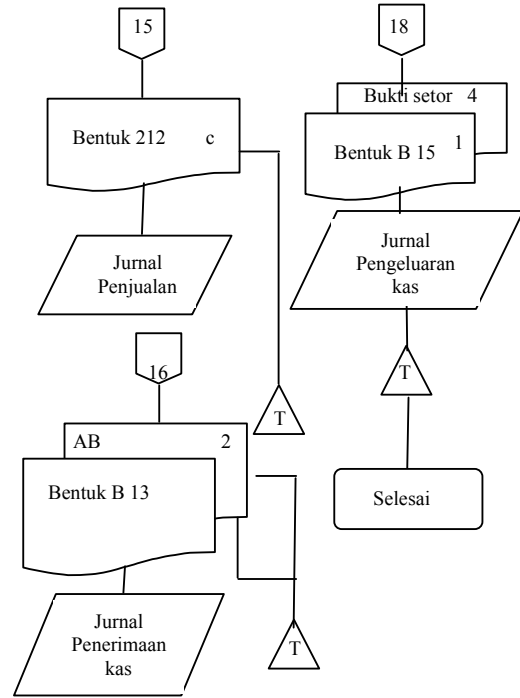 15
Bentuk 212 c
Jurnal
Penjualan
T
16
AB 2
Bentuk B 13
Jurnal
Penerimaan
kas
T
18
Bukti setor 4
Bentuk B 15 1
Jurnal
Pengeluaran
kas
T
Selesai